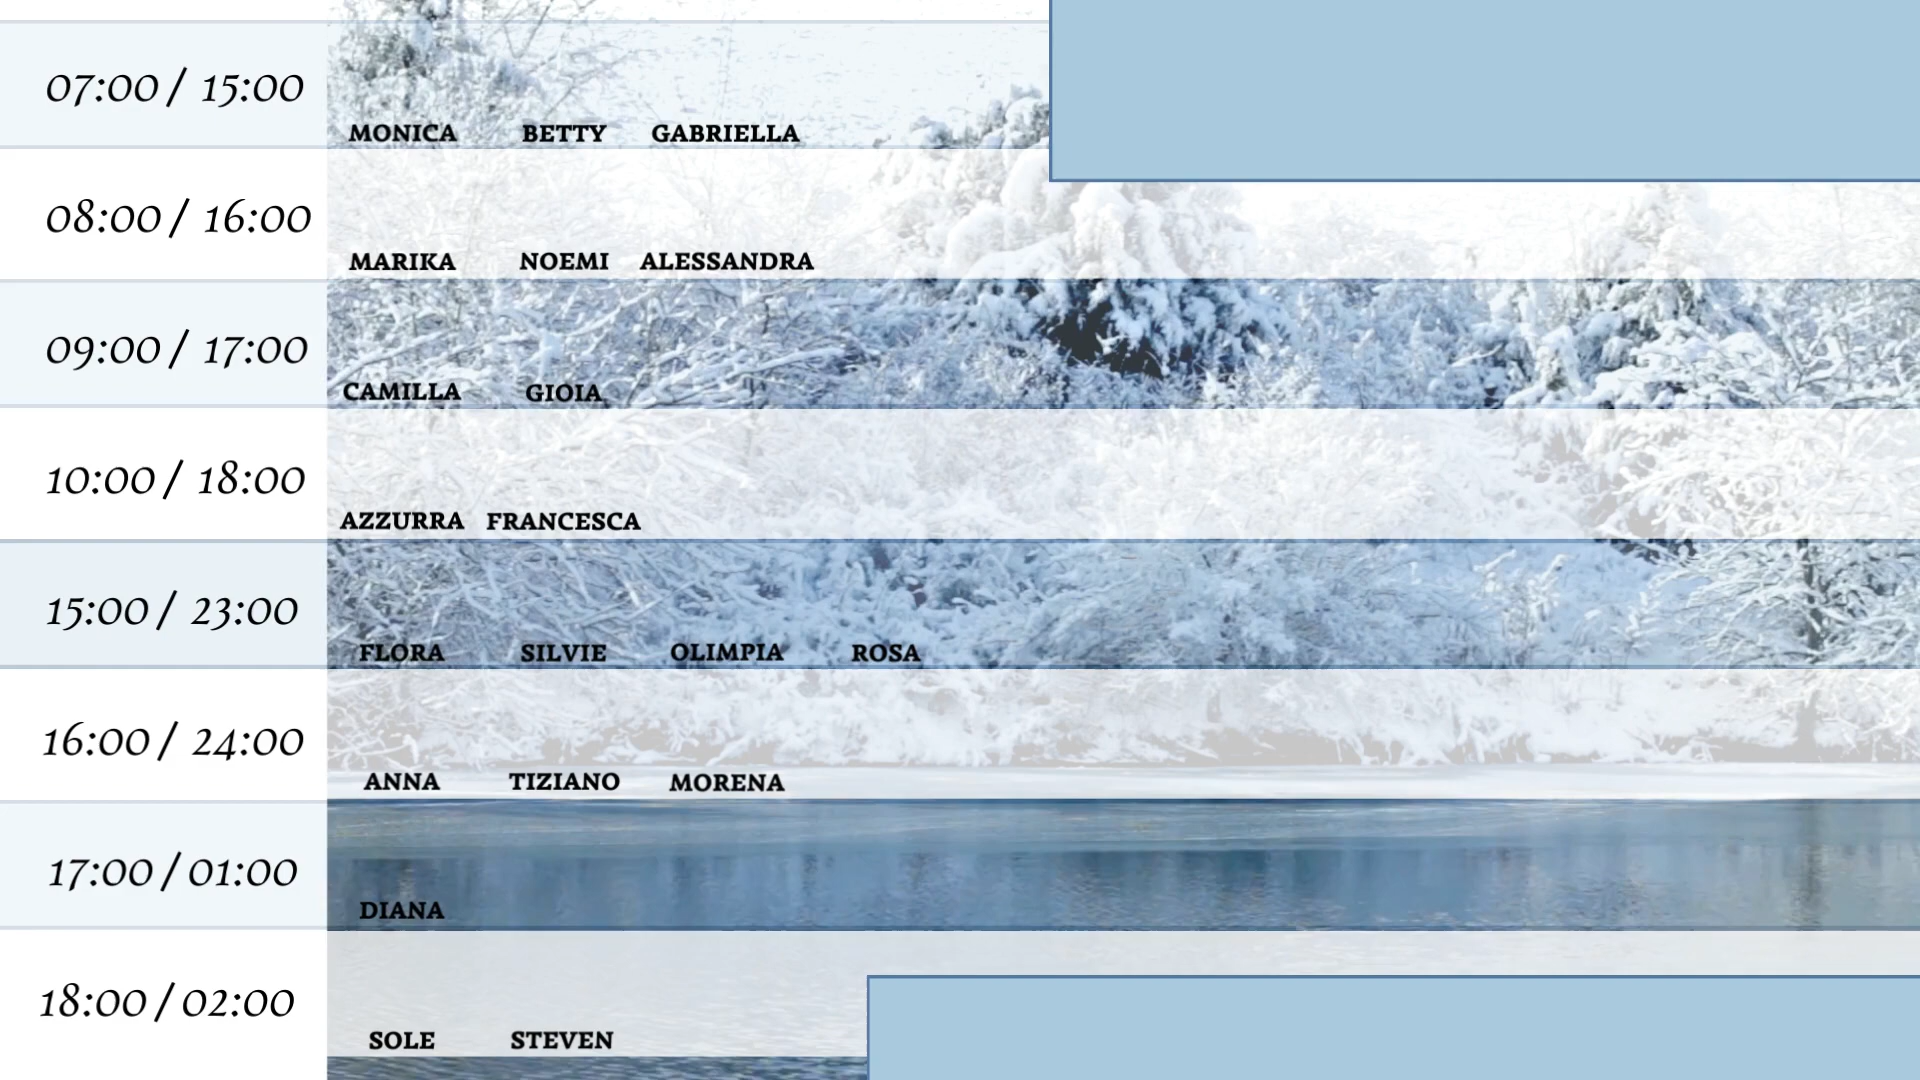 07:00 / 15:00
MONICA BETTY GABRIELLA
08:00 / 16:00
MARIKA NOEMI ALESSANDRA
09:00 / 17:00
CAMILLA GIOIA
10:00 / 18:00
AZZURRA FRANCESCA
15:00 / 23:00
FLORA SILVIE OLIMPIA ROSA
16:00 / 24:00
ANNA TIZIANO MORENA
17:00 / 01:00
DIANA
18:00 / 02:00
SOLE STEVEN